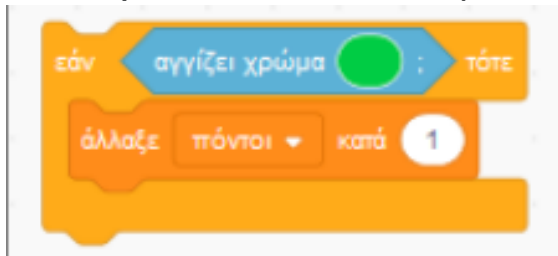 εάν αγγίζει χρώμα ; τότε
άλλαξε πόντοι κατά 1